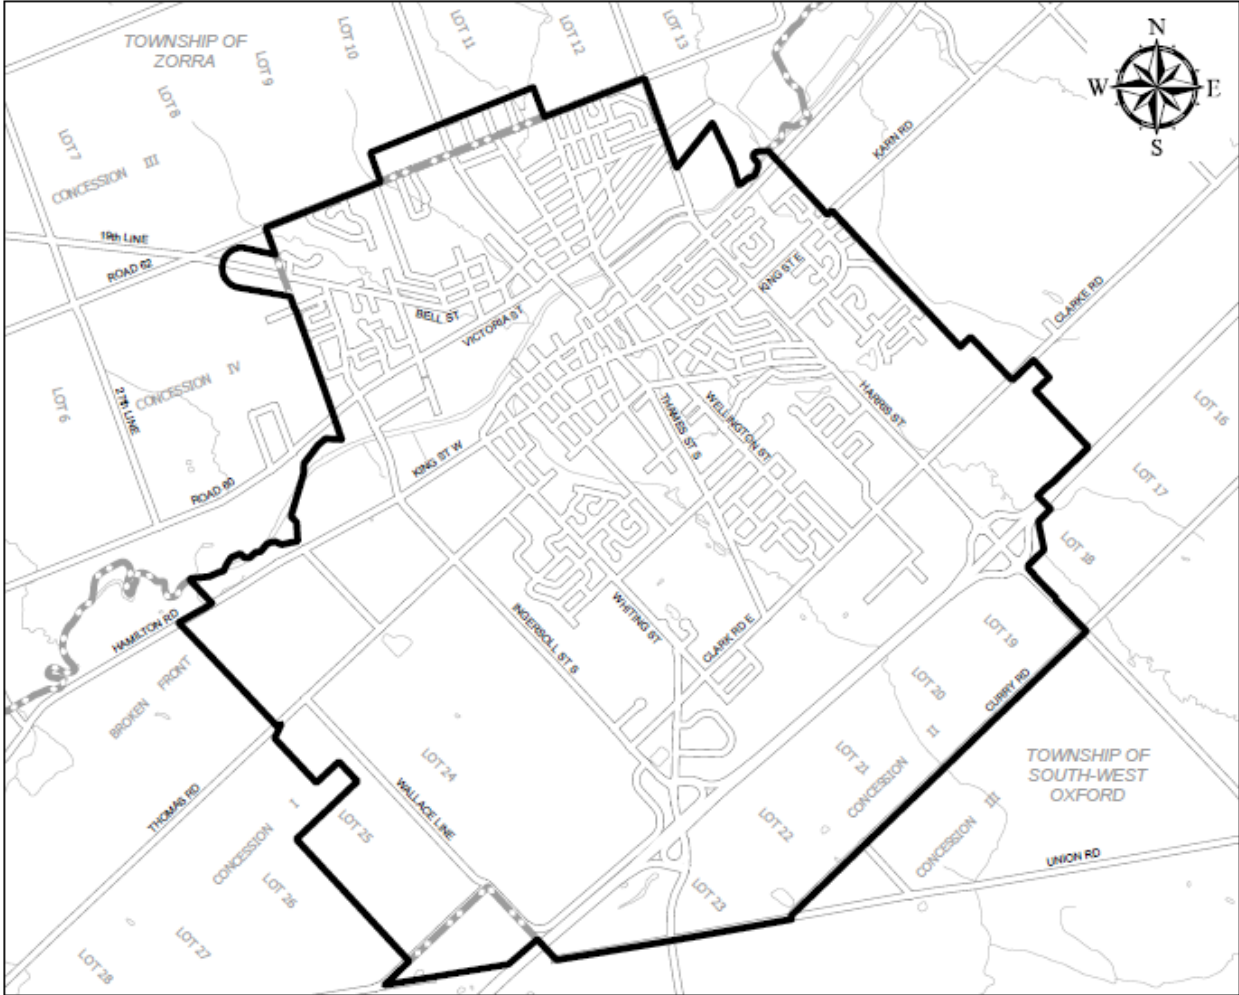 TOWNSHIP OF
ZORRA
LOT 10
LOT 11
LOT 12
LOT 13
N
W
E
S
LOT 9
LOT 8
LOT 7
CONCESSION III
KARN RD
19th LINE
ROAD 62
KING ST E
BELL ST
VICTORIA ST
CLARKE RD
CONCESSION IV
LOT 6
27th LINE
HARRIS ST
THAMES ST S
WELLINGTON ST
LOT 16
KING ST W
ROAD 60
LOT 17
LOT 18
HAMILTON RD
INGERSOLL ST S
WHITING ST
CLARK RD E
LOT 19
BROKEN FRONT
LOT 20
CURRY RD
LOT 24
LOT 21
CONCESSION II
TOWNSHIP OF
SOUTH-WEST
OXFORD
THOMAS RD
WALLACE LINE
LOT 25
CONCESSION I
LOT 22
CONCESSION III
UNION RD
LOT 26
LOT 23
LOT 27
LOT 28